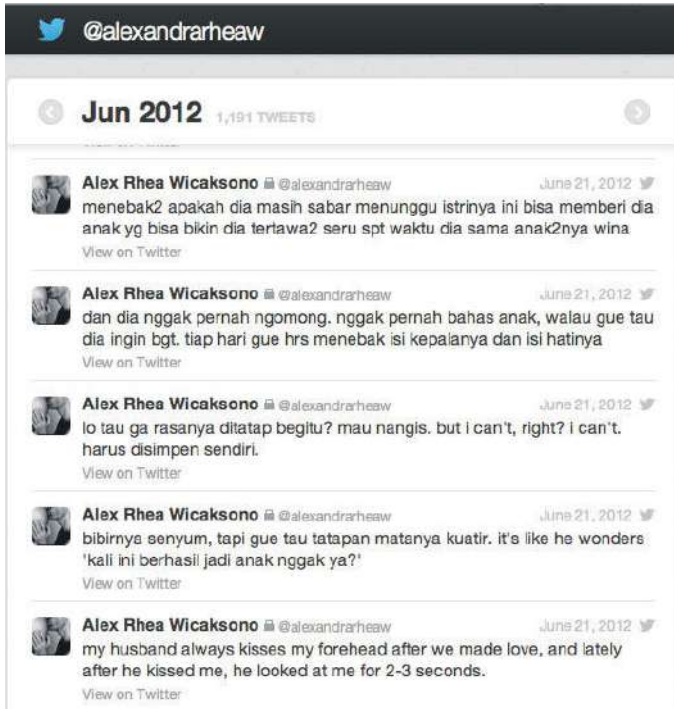 @alexandrarheaw
Jun 2012 1,191 TWEETS
Alex Rhea Wicaksono @alexandrarheaw June 21, 2012
menebak2 apakah dia masih sabar menunggu istrinya ini bisa memberi dia
anak yg bisa bikin dia tertawa2 seru spt waktu dia sama anak2nya wina
View on Twitter
Alex Rhea Wicaksono @alexandrarheaw June 21, 2012
dan dia nggak pernah ngomong. nggak pernah bahas anak, walau gue tau
dia ingin bgt. tiap hari gue hrs menebak isi kepalanya dan isi hatinya
View on Twitter
Alex Rhea Wicaksono @alexandrarheaw June 21, 2012
lo tau ga rasanya ditatap begitu? mau nangis. but i can't, right? i can't.
harus disimpen sendiri.
View on Twitter
Alex Rhea Wicaksono @alexandrarheaw June 21, 2012
bibirnya senyum, tapi gue tau tatapan matanya kuatir. it's like he wonders
'kali ini berhasil jadi anak nggak ya?'
View on Twitter
Alex Rhea Wicaksono @alexandrarheaw June 21, 2012
my husband always kisses my forehead after we made love, and lately
after he kissed me, he looked at me for 2-3 seconds.
View on Twitter